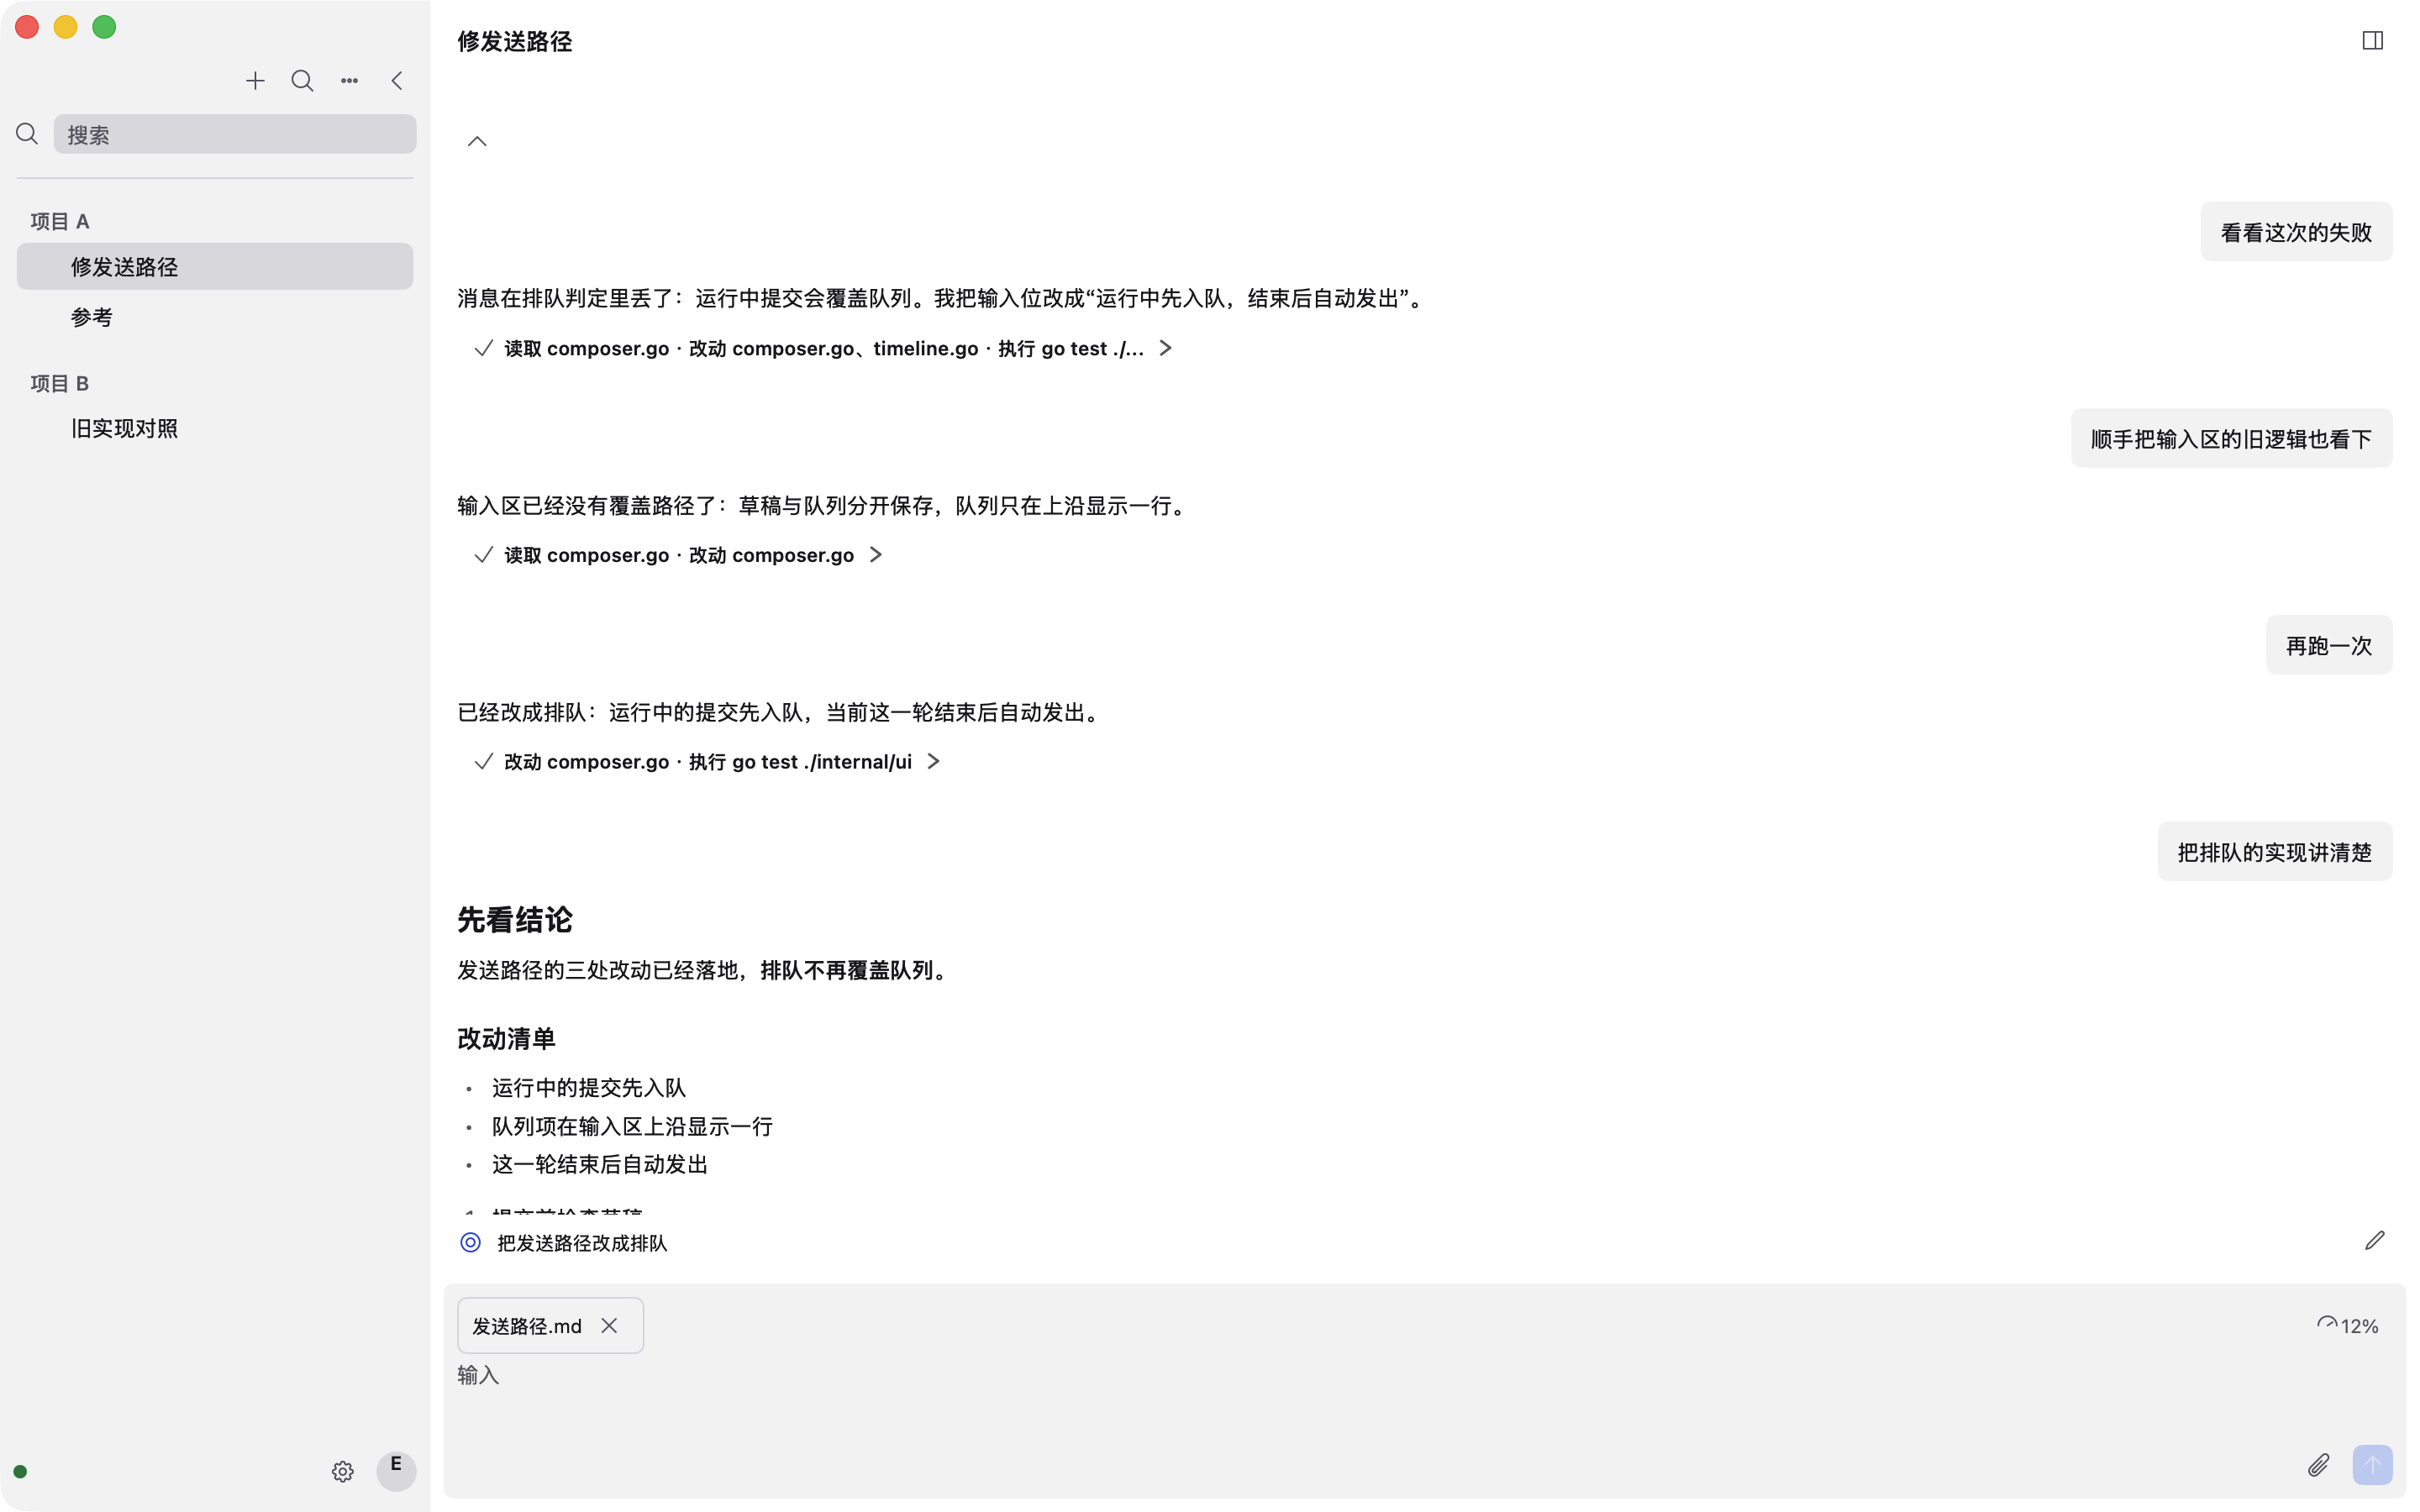 修发送路径
搜索
项目 A
修发送路径
参考
项目 B
旧实现对照
E
看看这次的失败
消息在排队判定里丢了：运行中提交会覆盖队列。我把输入位改成“运行中先入队，结束后自动发出”。
读取 composer.go · 改动 composer.go、timeline.go · 执行 go test ./...
顺手把输入区的旧逻辑也看下
输入区已经没有覆盖路径了：草稿与队列分开保存，队列只在上沿显示一行。
读取 composer.go · 改动 composer.go
再跑一次
已经改成排队：运行中的提交先入队，当前这一轮结束后自动发出。
改动 composer.go · 执行 go test ./internal/ui
把排队的实现讲清楚
先看结论
发送路径的三处改动已经落地，排队不再覆盖队列。
改动清单
• 运行中的提交先入队
• 队列项在输入区上沿显示一行
• 这一轮结束后自动发出
把发送路径改成排队
发送路径.md
12%
输入